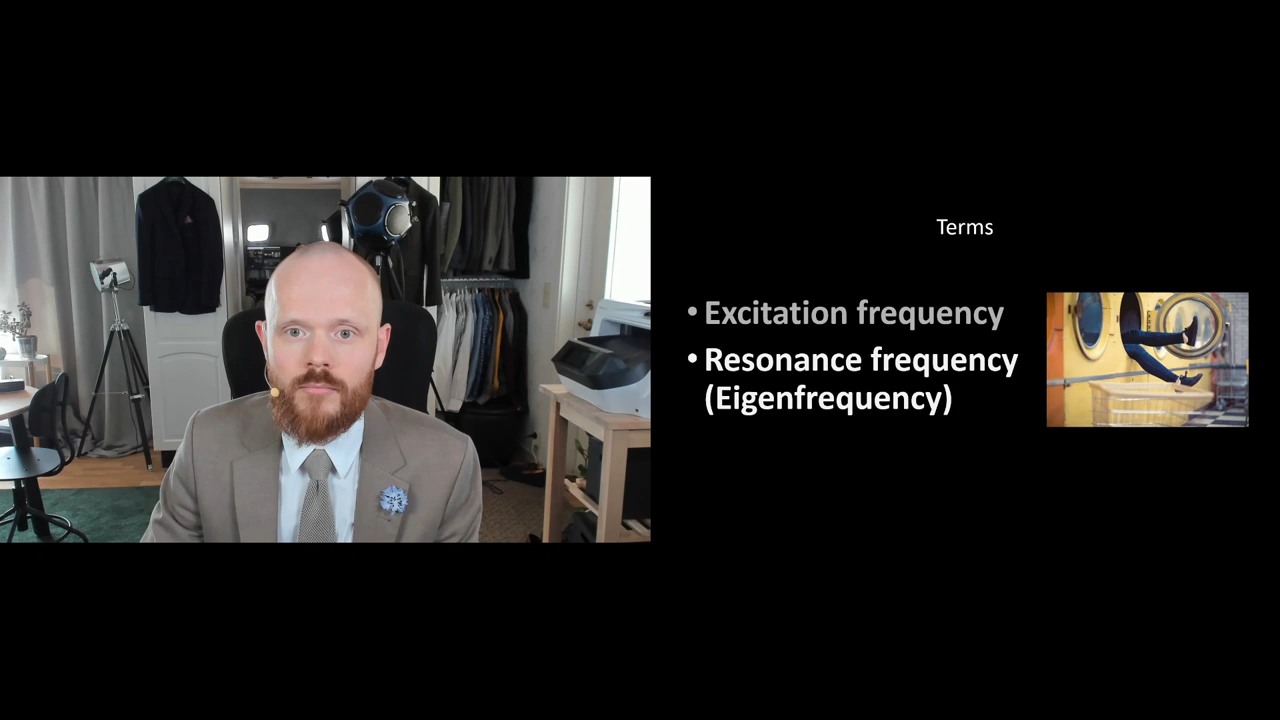 Terms
• Excitation frequency
• Resonance frequency
(Eigenfrequency)